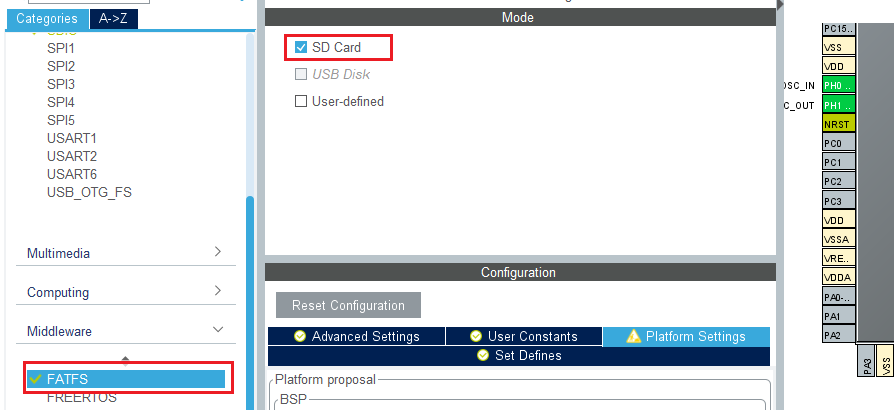 Categories
A->Z
SPI1
SPI2
SPI3
SPI4
SPI5
USART1
USART2
USART6
USB_OTG_FS
Multimedia
Computing
Middleware
FATFS
FREERTOS
Mode
SD Card
USB Disk
User-defined
Configuration
Reset Configuration
Advanced Settings
User Constants
Platform Settings
Set Defines
Platform proposal
BSP
OSC_IN
C_OUT
PC15...
VSS
VDD
PH0 ...
PH1 ...
NRST
PC0
PC1
PC2
PC3
VDD
VSSA
VRE...
VDDA
PA0-...
PA1
PA2
PA3
VSS